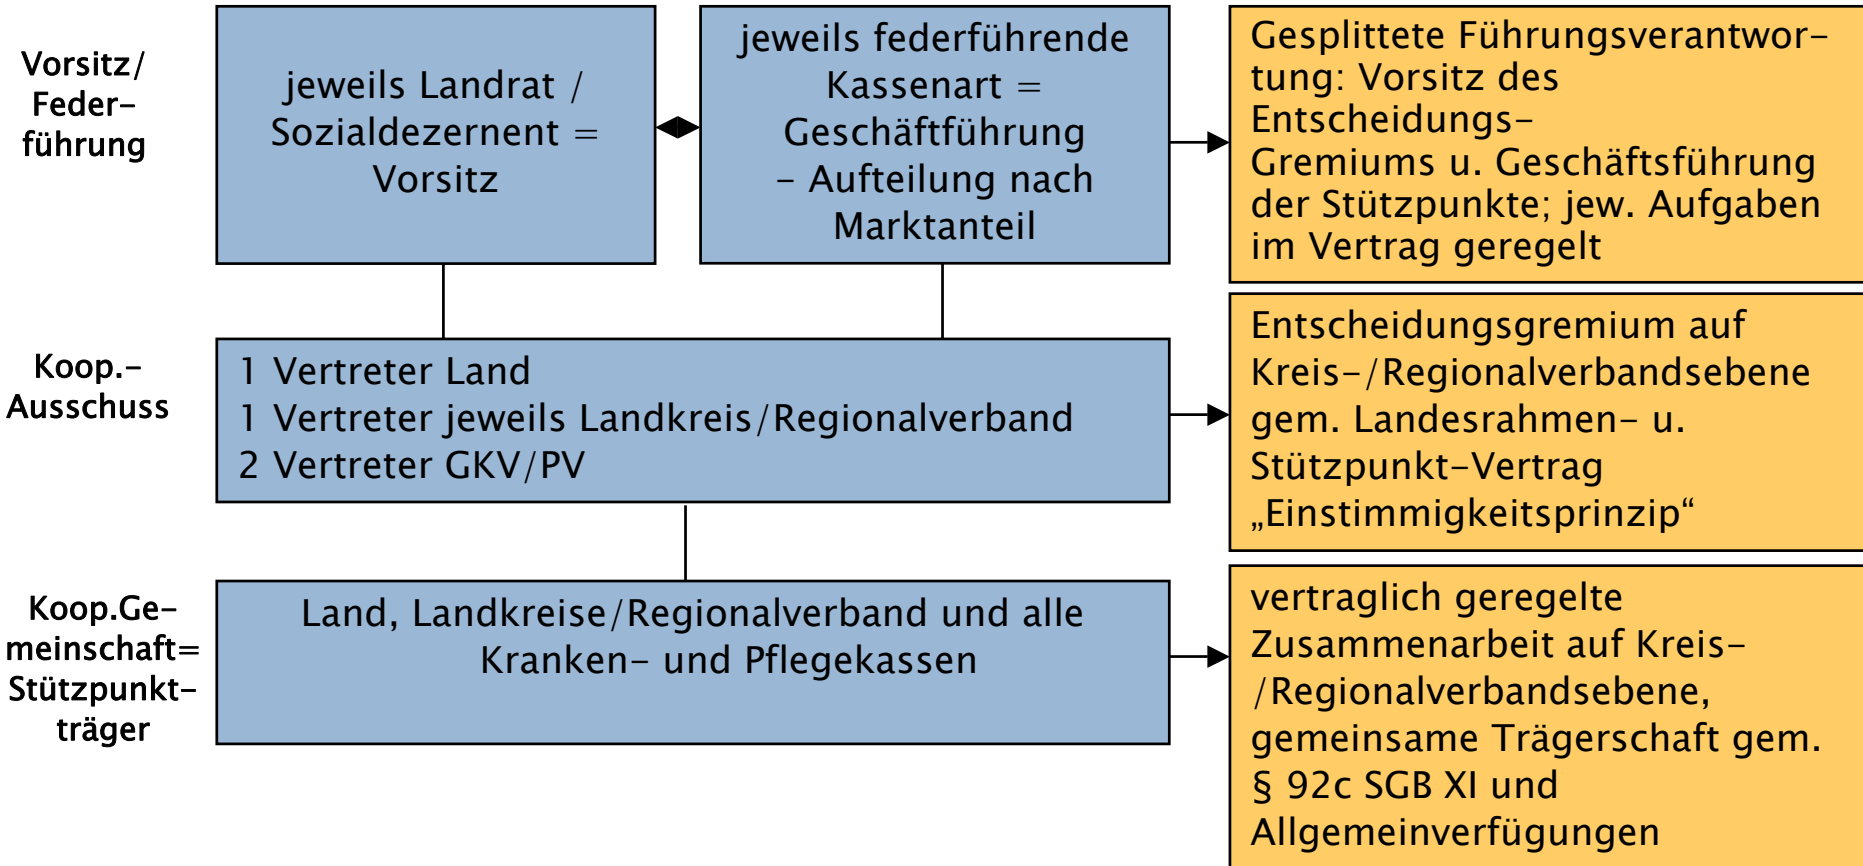 Vorsitz/
Feder-
führung
jeweils Landrat /
Sozialdezernent =
Vorsitz
jeweils federführende
Kassenart =
Geschäftführung
- Aufteilung nach
Marktanteil
Gesplittete Führungsverantwor-
tung: Vorsitz des
Entscheidungs-
Gremiums u. Geschäftsführung
der Stützpunkte; jew. Aufgaben
im Vertrag geregelt
Koop.-
Ausschuss
1 Vertreter Land
1 Vertreter jeweils Landkreis/Regionalverband
2 Vertreter GKV/PV
Entscheidungsgremium auf
Kreis-/Regionalverbandsebene
gem. Landesrahmen- u.
Stützpunkt-Vertrag
„Einstimmigkeitsprinzip“
Koop.Ge-
meinschaft=
Stützpunkt-
träger
Land, Landkreise/Regionalverband und alle
Kranken- und Pflegekassen
vertraglich geregelte
Zusammenarbeit auf Kreis-
/Regionalverbandsebene,
gemeinsame Trägerschaft gem.
§ 92c SGB XI und
Allgemeinverfügungen